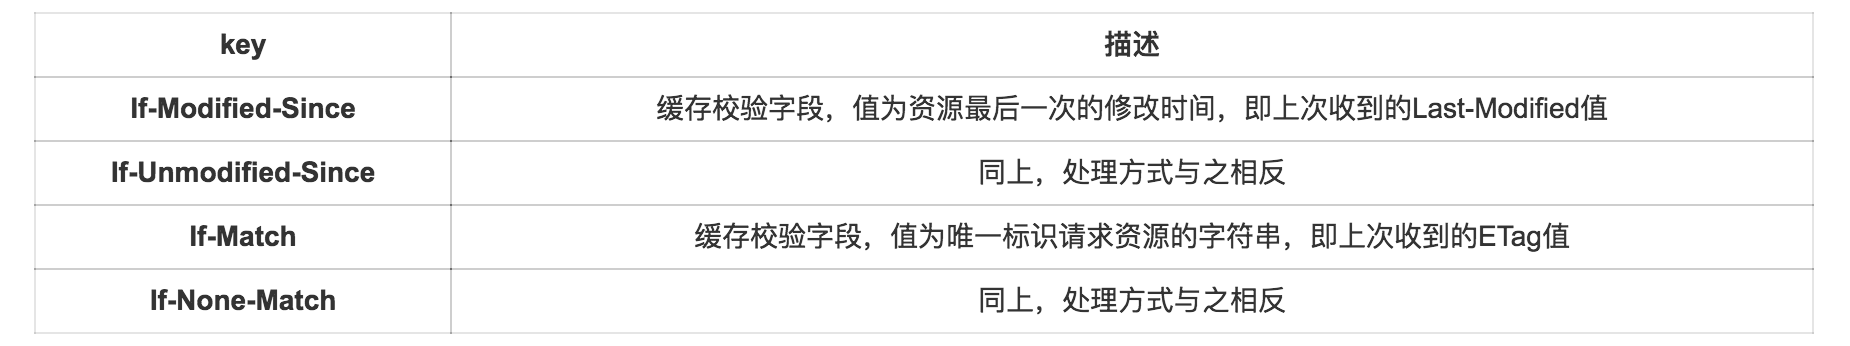 key 描述
If-Modified-Since 缓存校验字段，值为资源最后一次的修改时间，即上次收到的Last-Modified值
If-Unmodified-Since 同上，处理方式与之相反
If-Match 缓存校验字段，值为唯一标识请求资源的字符串，即上次收到的ETag值
If-None-Match 同上，处理方式与之相反